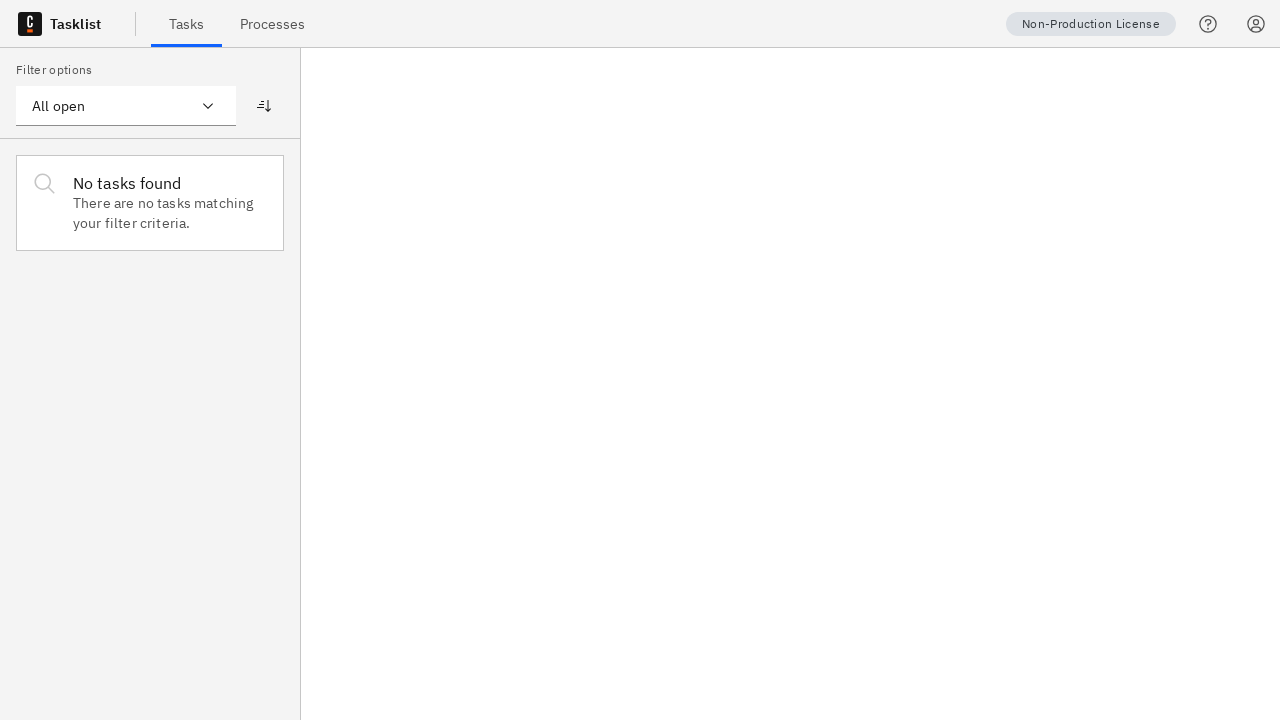 Tasklist
Tasks
Processes
Non-Production License
Filter options
All open
No tasks found
There are no tasks matching
your filter criteria.